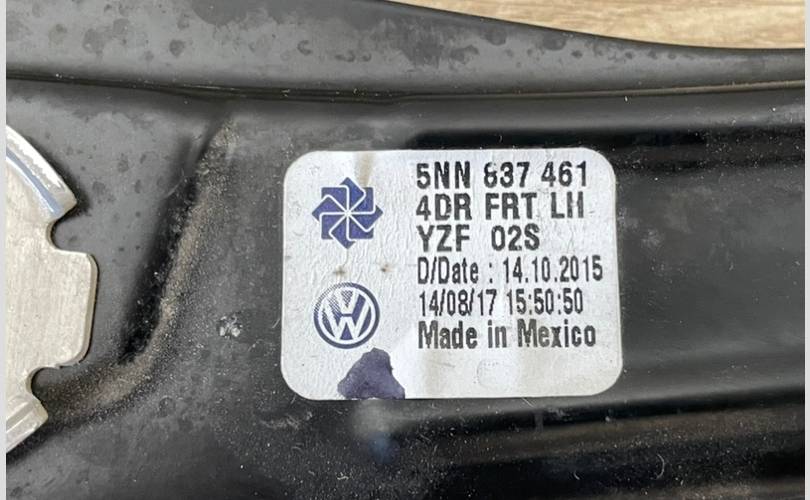 5NN 837 461
4DR FRT LH
YZF 02S
D/Date : 14.10.2015
14/08/17 15:50:50
Made in Mexico